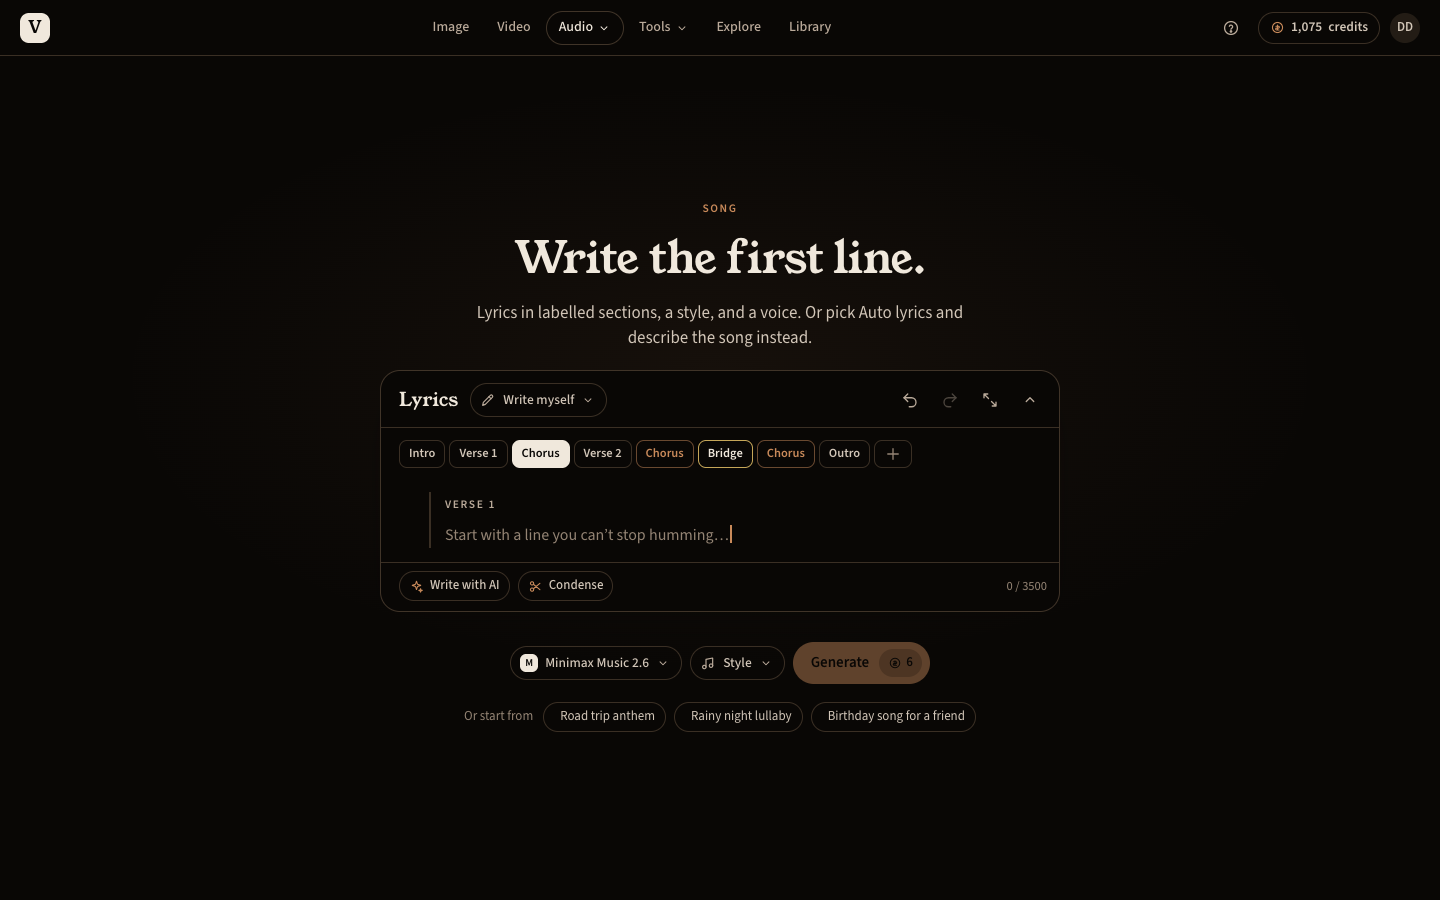 V
Image Video Audio Tools Explore Library
1,075 credits DD
SONG
Write the first line.
Lyrics in labelled sections, a style, and a voice. Or pick Auto lyrics and
describe the song instead.
Lyrics Write myself
Intro Verse 1 Chorus Verse 2 Chorus Bridge Chorus Outro
VERSE 1
Start with a line you can’t stop humming…
Write with AI Condense 0 / 3500
M Minimax Music 2.6 Style Generate 6
Or start from Road trip anthem Rainy night lullaby Birthday song for a friend